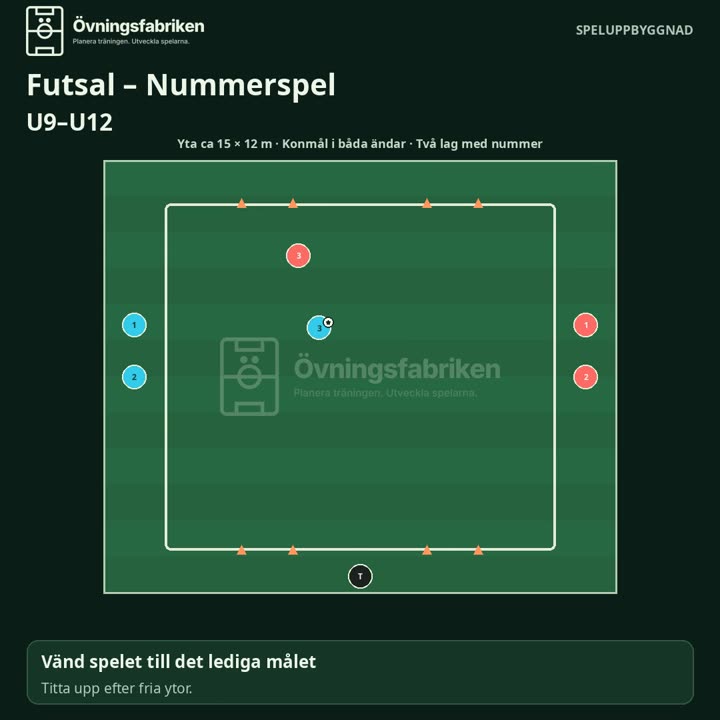 Övningsfabriken
Planera träningen. Utveckla spelarna.
SPELUPPBYGGNAD
Futsal – Nummerspel
U9–U12
Yta ca 15 × 12 m · Konmål i båda ändar · Två lag med nummer
3
1
3
1
2
2
Övningsfabriken
Planera träningen. Utveckla spelarna.
T
Vänd spelet till det lediga målet
Titta upp efter fria ytor.